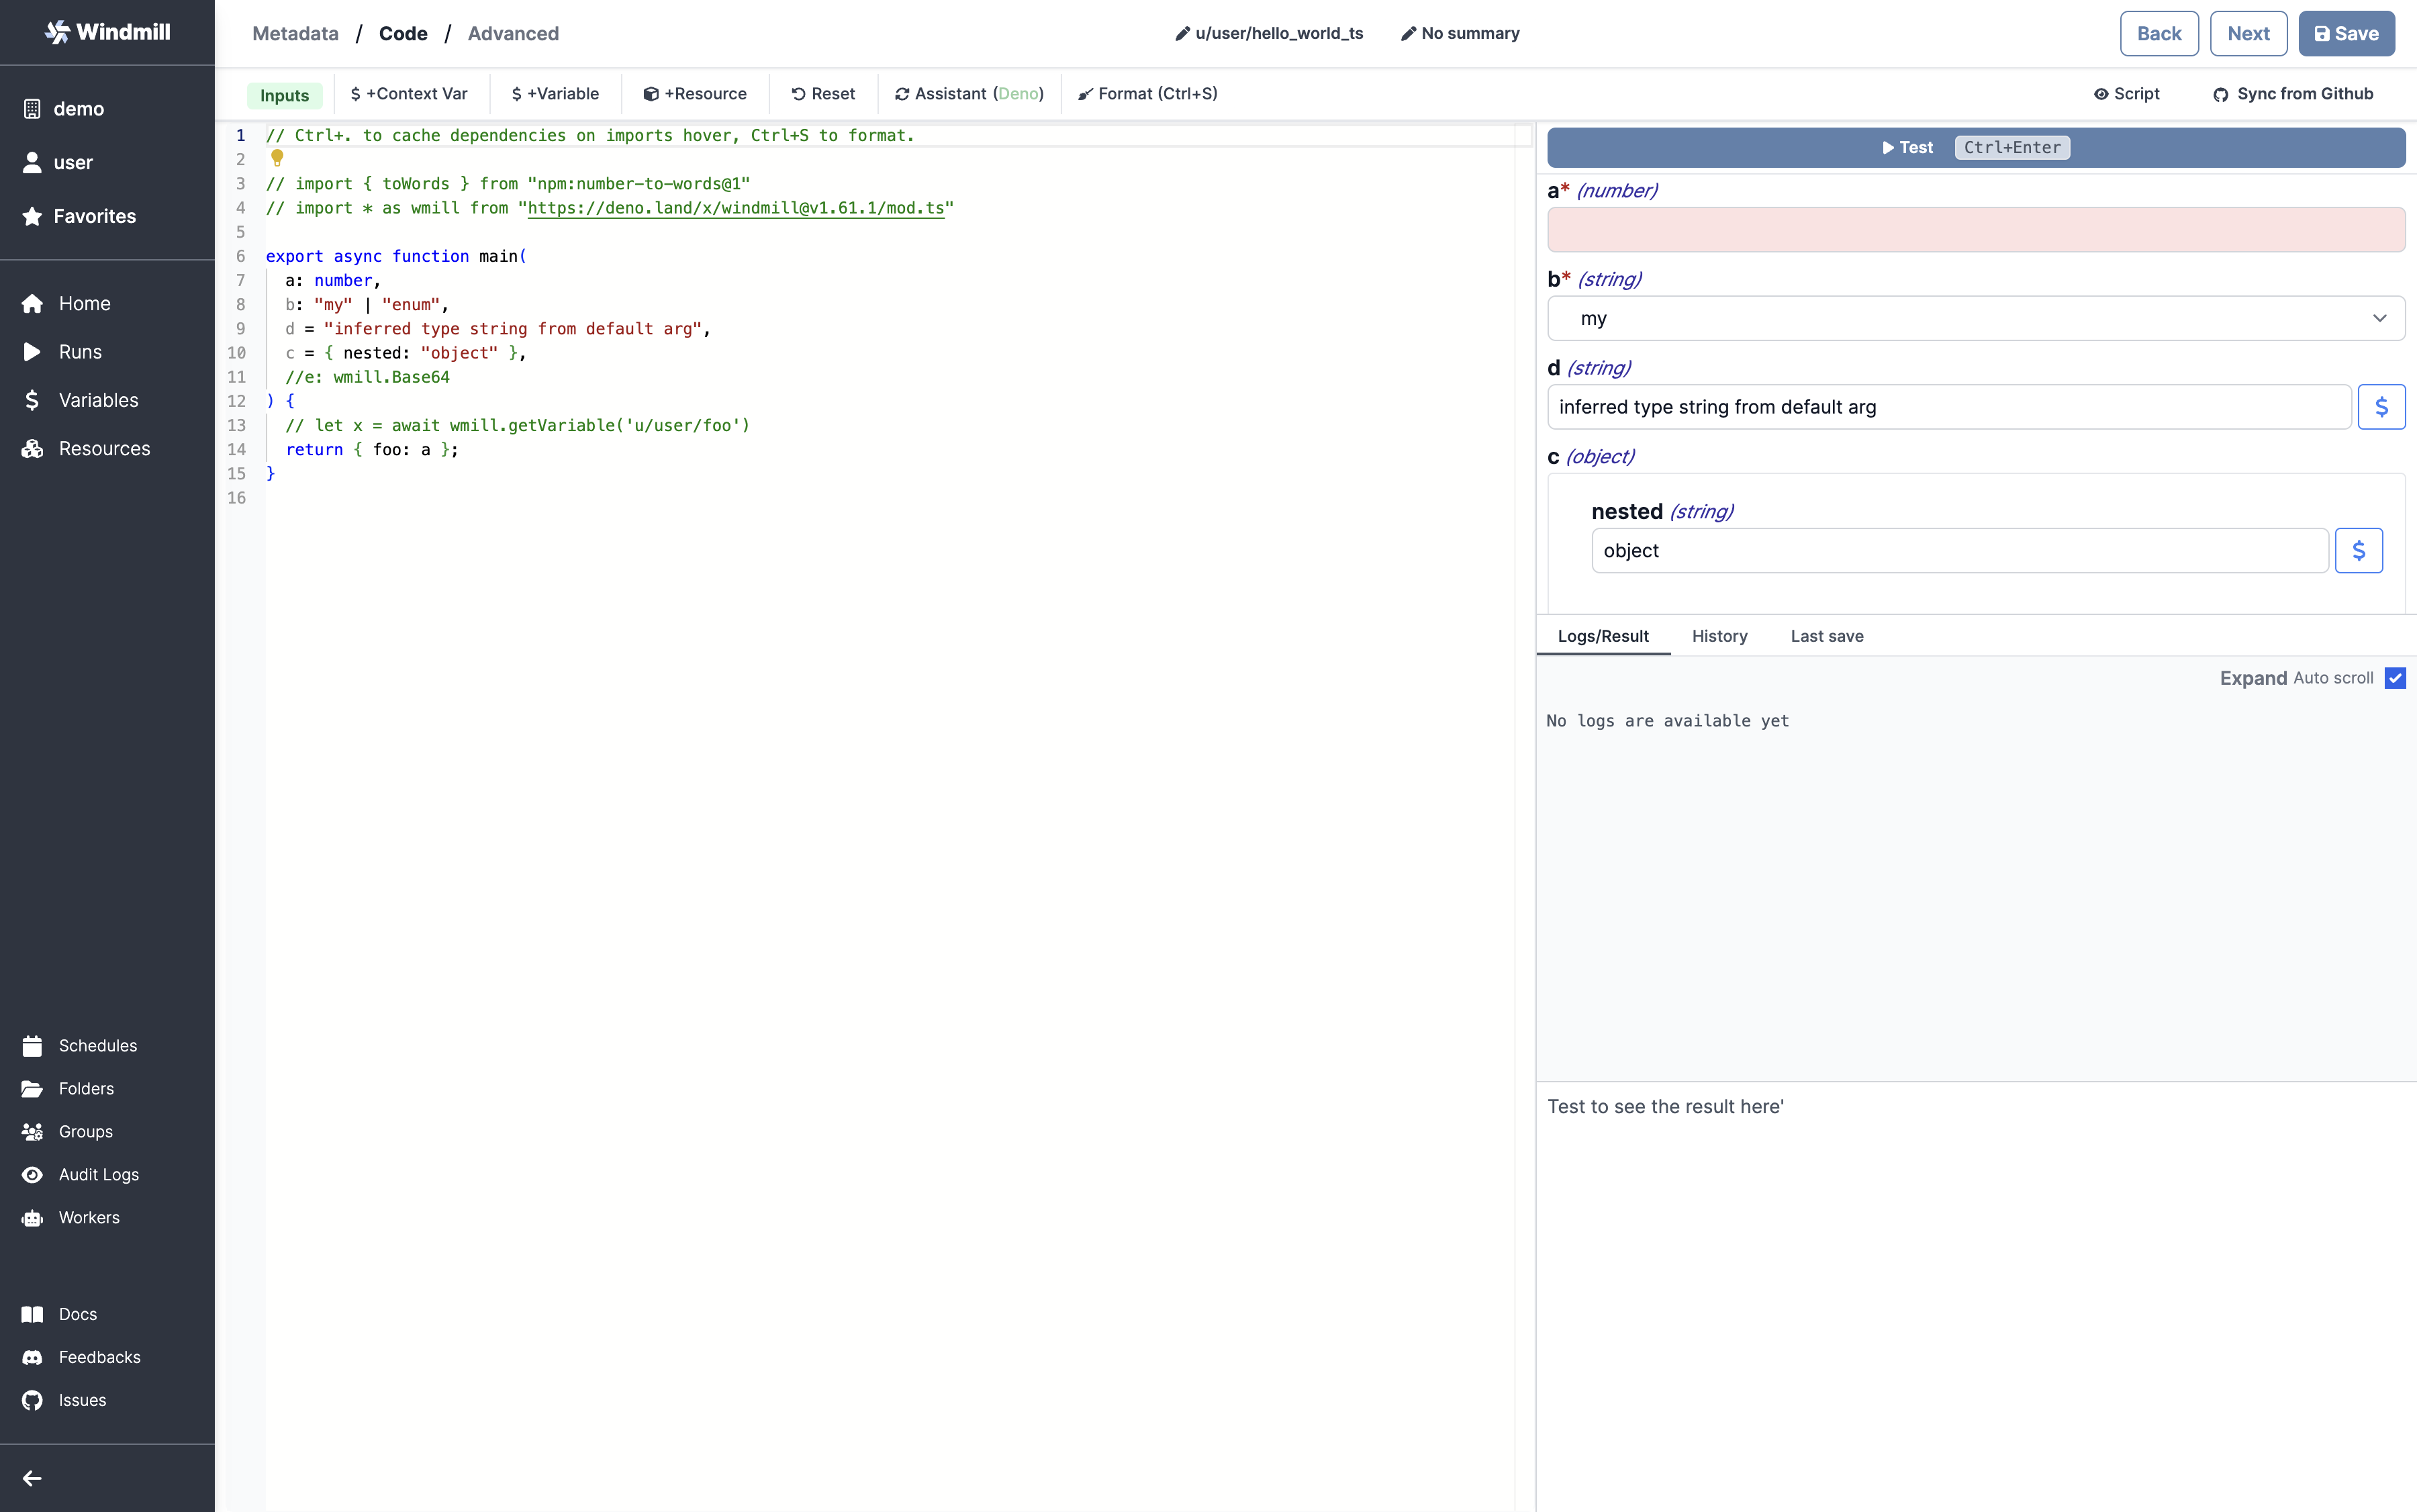 Windmill
demo
user
Favorites
Home
Runs
Variables
Resources
Schedules
Folders
Groups
Audit Logs
Workers
Docs
Feedbacks
Issues
Metadata / Code / Advanced
u/user/hello_world_ts
No summary
Back
Next
Save
Inputs
$ +Context Var
$ +Variable
+Resource
Reset
Assistant (Deno)
Format (Ctrl+S)
Script
Sync from Github
1 // Ctrl+. to cache dependencies on imports hover, Ctrl+S to format.
2
3 // import { toWords } from "npm:number-to-words@1"
4 // import * as wmill from "https://deno.land/x/windmill@v1.61.1/mod.ts"
5
6 export async function main(
7 a: number,
8 b: "my" | "enum",
9 d = "inferred type string from default arg",
10 c = { nested: "object" },
11 //e: wmill.Base64
12 ) {
13 // let x = await wmill.getVariable('u/user/foo')
14 return { foo: a };
15 }
16
Test Ctrl+Enter
a* (number)
b* (string)
my
d (string)
inferred type string from default arg
$
c (object)
nested (string)
object
$
Logs/Result
History
Last save
Expand Auto scroll
No logs are available yet
Test to see the result here'